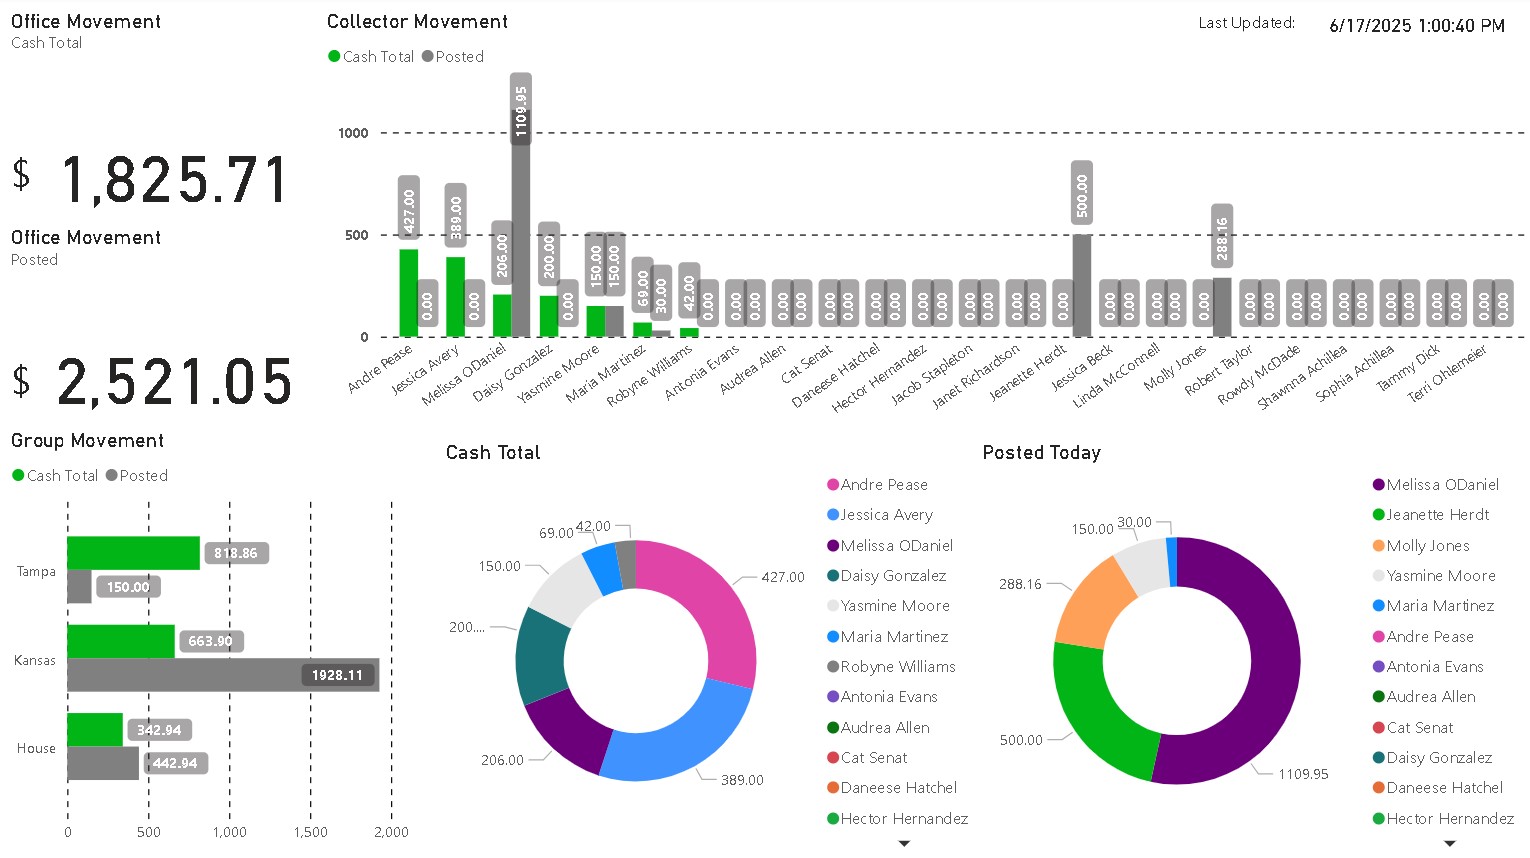 Office Movement
Cash Total
$ 1,825.71
Office Movement
Posted
$ 2,521.05
Collector Movement
Cash Total Posted
Last Updated: 6/17/2025 1:00:40 PM
1000
500
0
427.00 0.00 389.00 0.00 206.00 1109.95 200.00 0.00 150.00 150.00 69.00 30.00 42.00 0.00 0.00 0.00 0.00 0.00 0.00 0.00 0.00 0.00 0.00 0.00 0.00 0.00 0.00 0.00 0.00 500.00 0.00 0.00 0.00 0.00 0.00 288.16 0.00 0.00 0.00 0.00 0.00 0.00 0.00 0.00 0.00 0.00 0.00 0.00
Andre Pease
Jessica Avery
Melissa ODaniel
Daisy Gonzalez
Yasmine Moore
Maria Martinez
Robyne Williams
Antonia Evans
Audrea Allen
Cat Senat
Daneese Hatchel
Hector Hernandez
Jacob Stapleton
Janet Richardson
Jeanette Herdt
Jessica Beck
Linda McConnell
Molly Jones
Robert Taylor
Rowdy McDade
Shawnna Achillea
Sophia Achillea
Tammy Dick
Terri Ohlemeier
Group Movement
Cash Total Posted
Tampa
818.86
150.00
Kansas
663.90
1928.11
House
342.94
442.94
0 500 1,000 1,500 2,000
Cash Total
427.00
389.00
206.00
200....
150.00
69.00
42.00
Andre Pease
Jessica Avery
Melissa ODaniel
Daisy Gonzalez
Yasmine Moore
Maria Martinez
Robyne Williams
Antonia Evans
Audrea Allen
Cat Senat
Daneese Hatchel
Hector Hernandez
Posted Today
1109.95
500.00
288.16
150.00
30.00
Melissa ODaniel
Jeanette Herdt
Molly Jones
Yasmine Moore
Maria Martinez
Andre Pease
Antonia Evans
Audrea Allen
Cat Senat
Daisy Gonzalez
Daneese Hatchel
Hector Hernandez